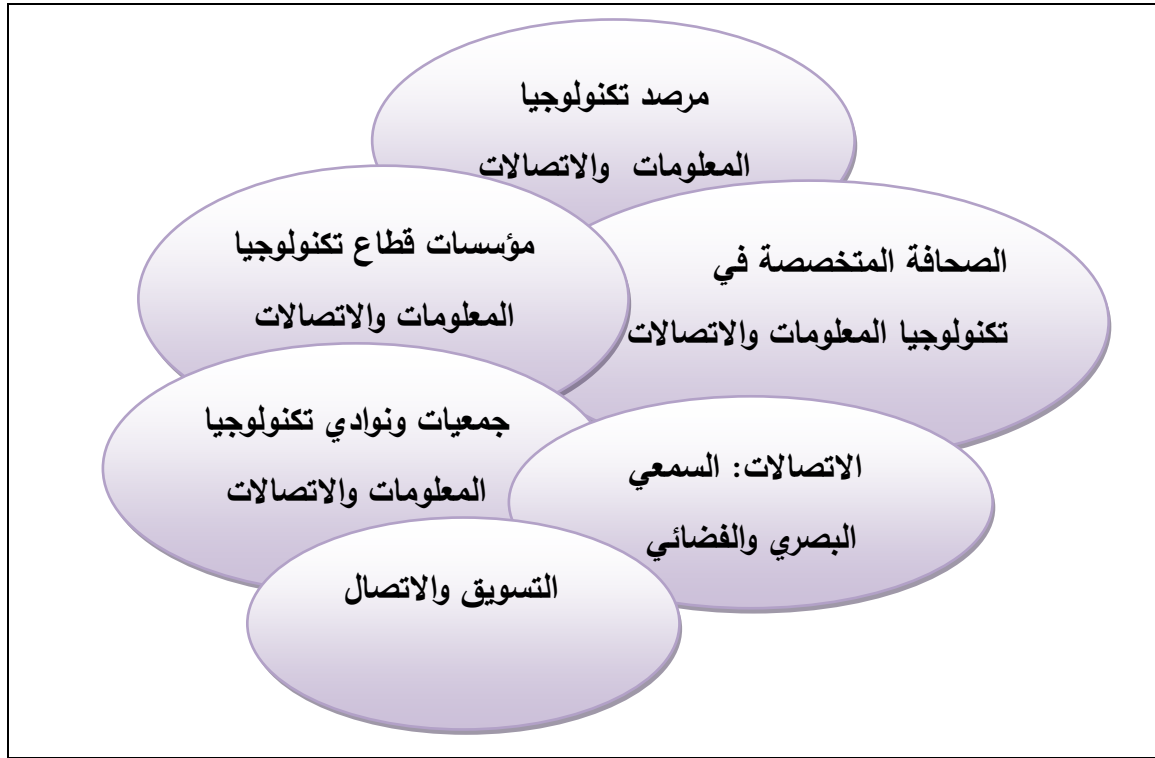 مرصد تكنولوجيا
المعلومات والاتصالات
مؤسسات قطاع تكنولوجيا
المعلومات والاتصالات
الصحافة المتخصصة في
تكنولوجيا المعلومات والاتصالات
جمعيات ونوادي تكنولوجيا
المعلومات والاتصالات
الاتصالات: السمعي
البصري والفضائي
التسويق والاتصال